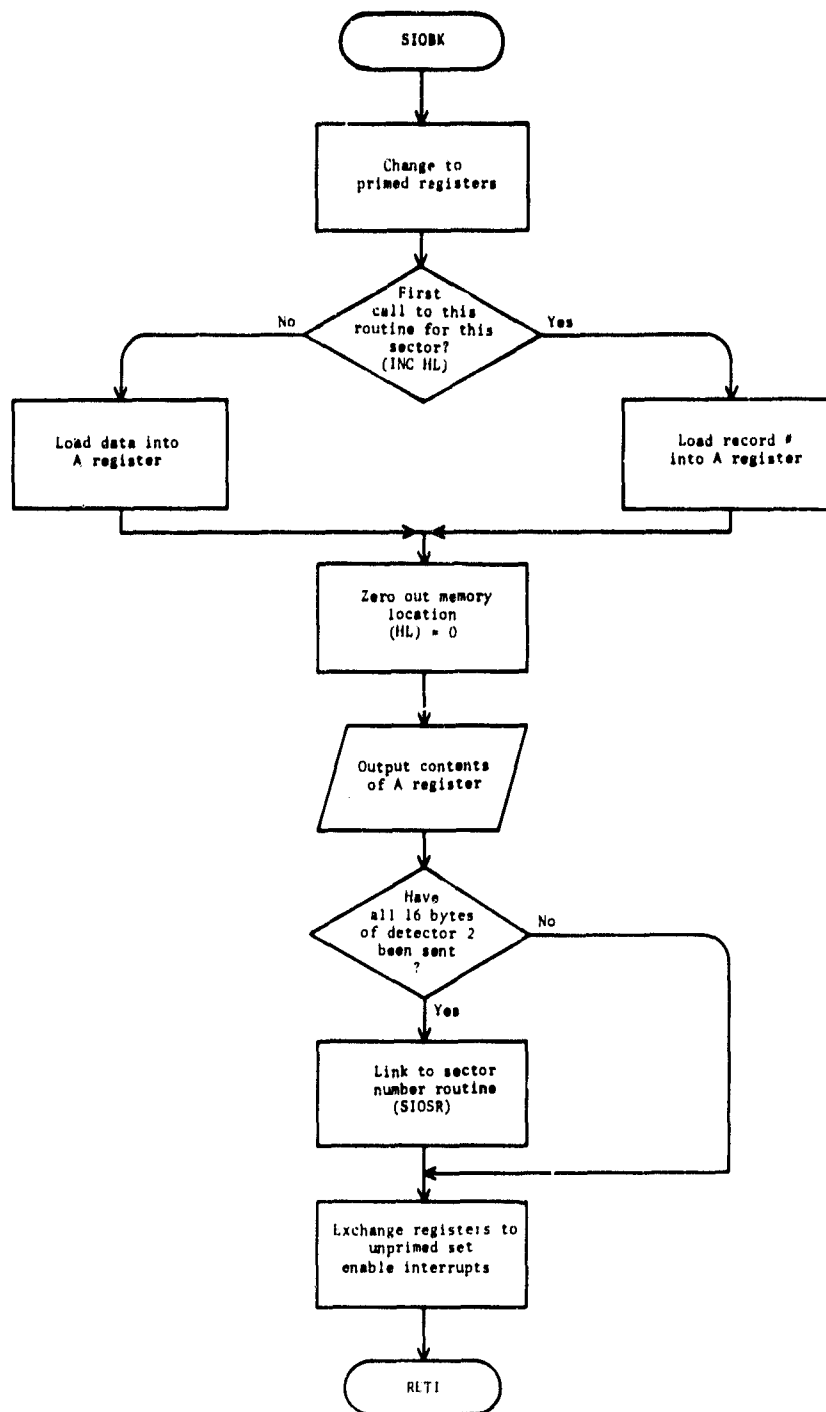 SIOBK
Change to
primed registers
First
call to this
routine for this
sector?
(INC HL)
No
Yes
Load data into
A register
Load record #
into A register
Zero out memory
location
(HL) = 0
Output contents
of A register
Have
all 16 bytes
of detector 2
been sent
?
No
Yes
Link to sector
number routine
(SIOSR)
Exchange registers to
unprimed set
enable interrupts
RETI